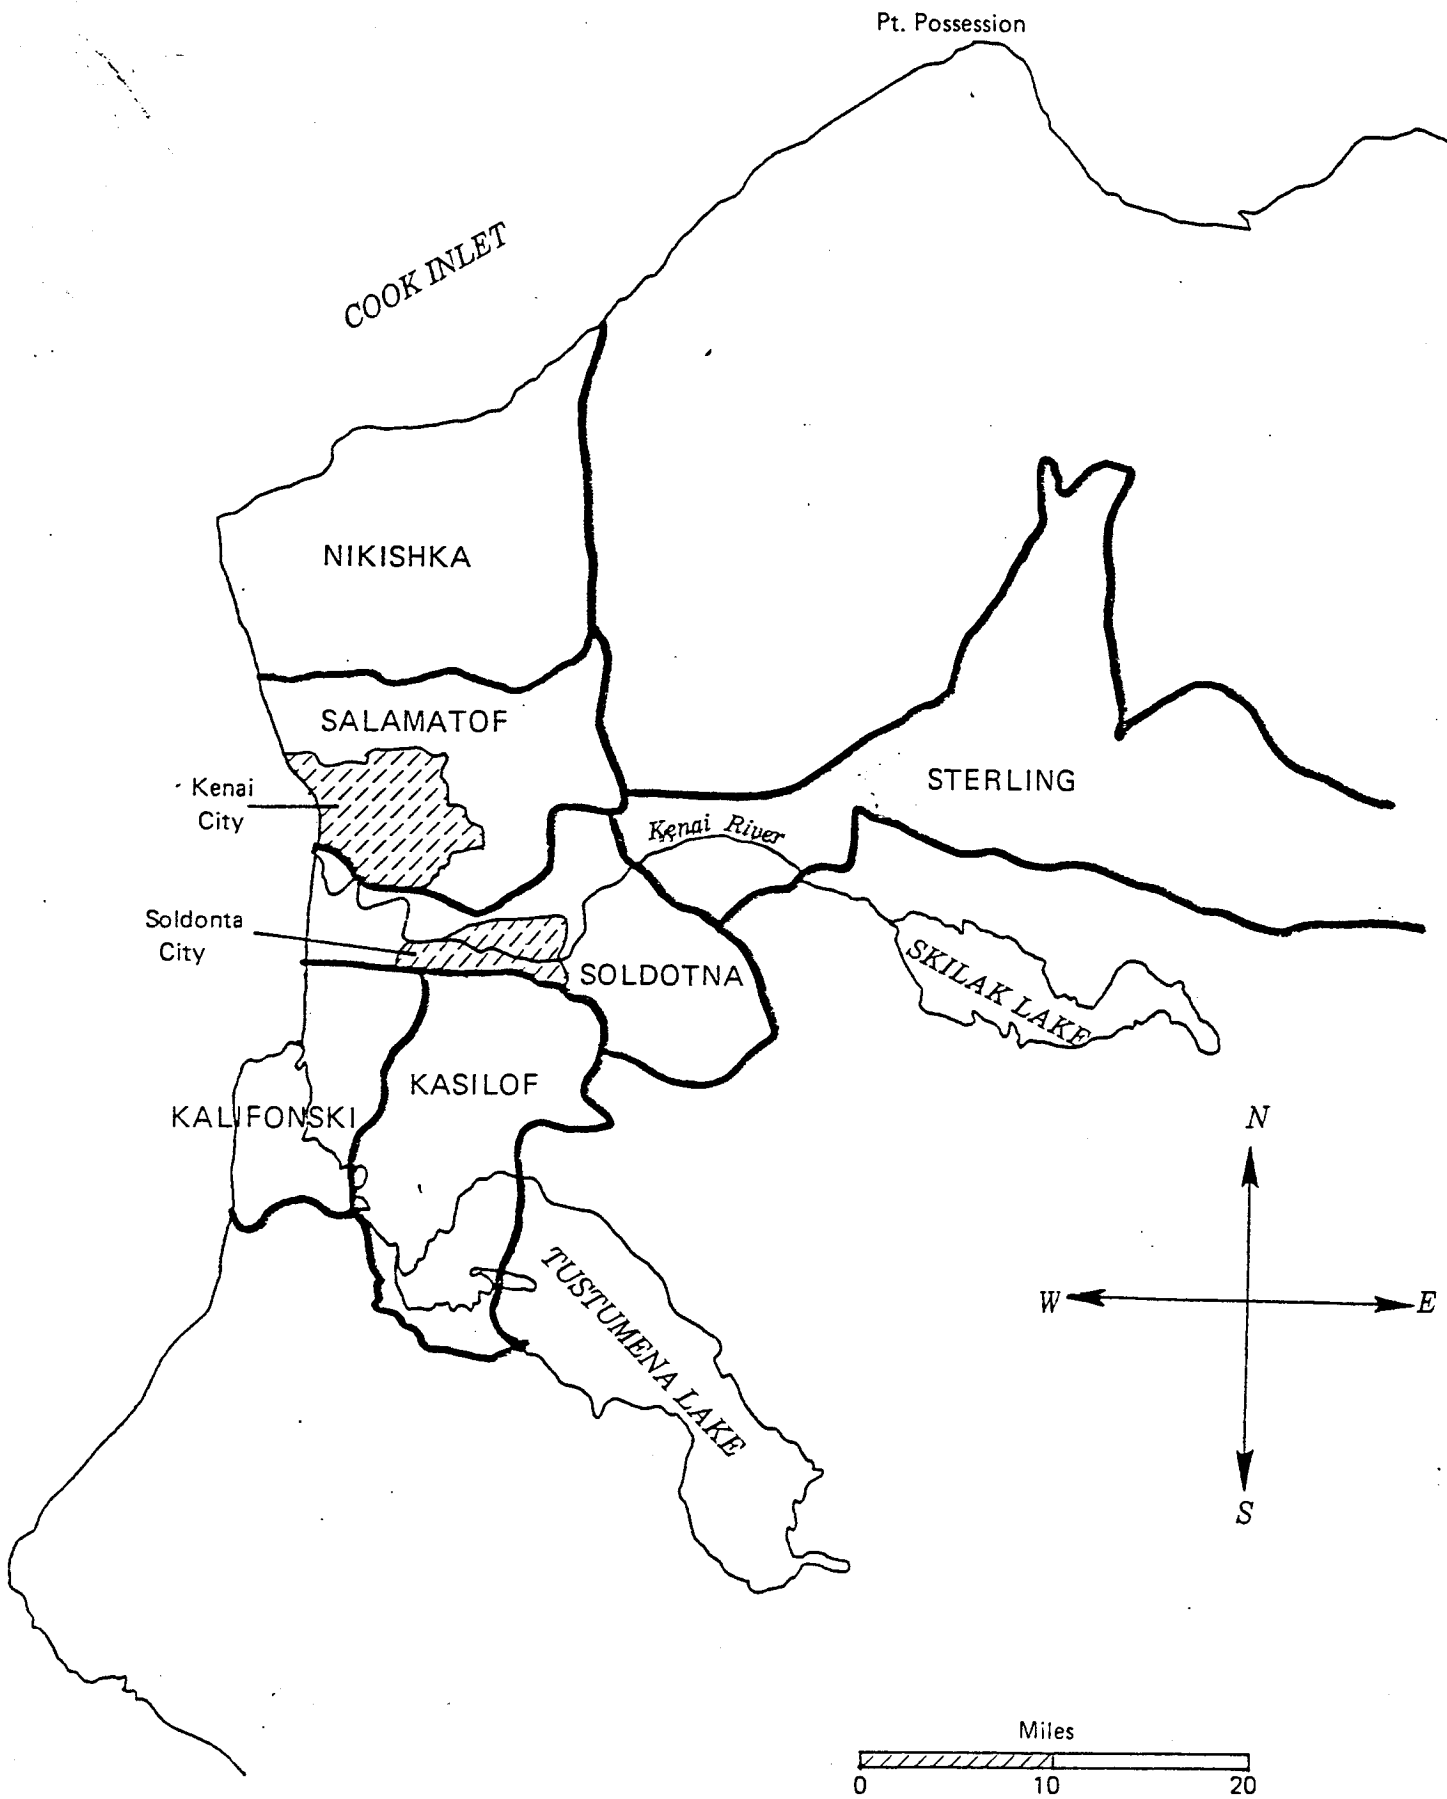 Pt. Possession
COOK INLET
NIKISHKA
SALAMATOF
Kenai
City
STERLING
Kenai River
Soldonta
City
SOLDOTNA
SKILAK LAKE
KASILOF
KALIFONSKI
TUSTUMENA LAKE
N
W
E
S
Miles
0 10 20